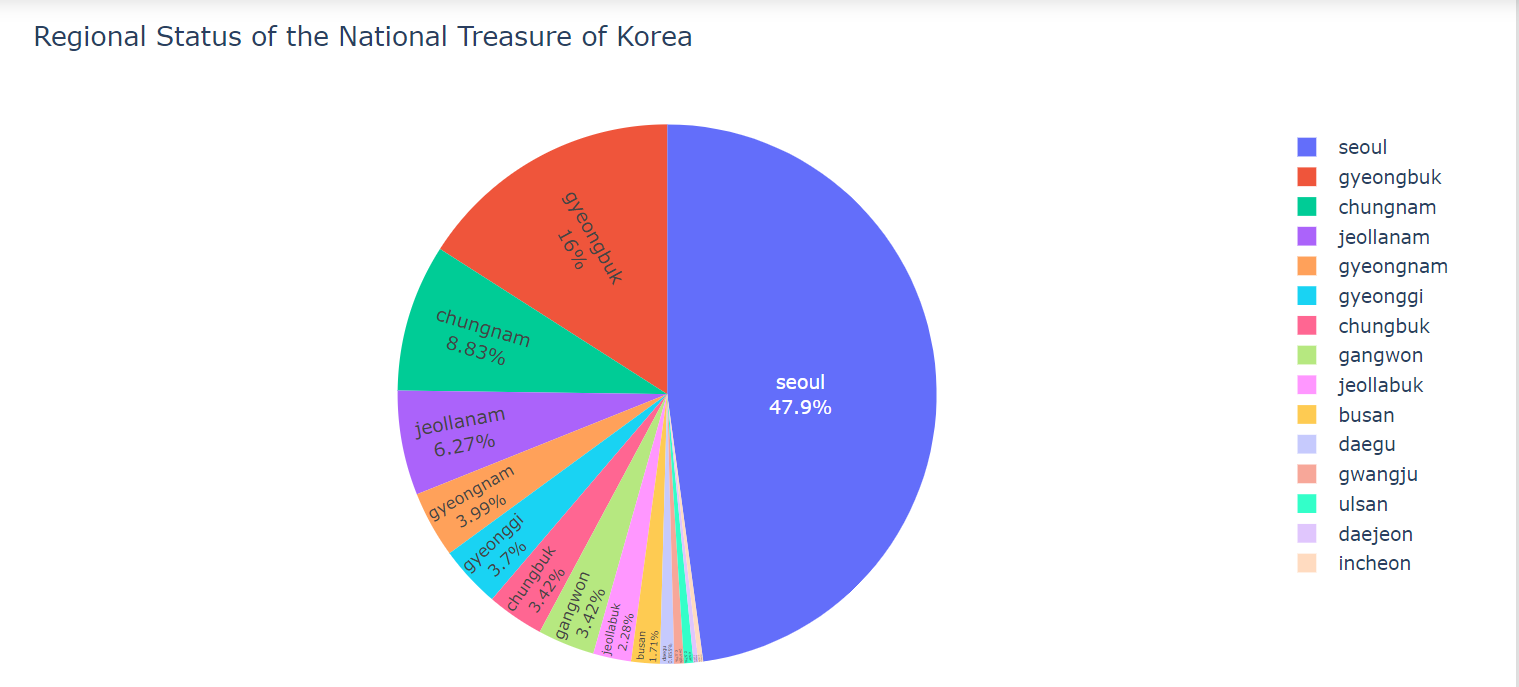 Regional Status of the National Treasure of Korea
gyeongbuk
16%
chungnam
8.83%
jeollanam
6.27%
gyeongnam
3.99%
gyeonggi
3.7%
chungbuk
3.42%
gangwon
3.42%
jeollabuk
2.28%
busan
1.71%
daegu
seoul
47.9%
seoul
gyeongbuk
chungnam
jeollanam
gyeongnam
gyeonggi
chungbuk
gangwon
jeollabuk
busan
daegu
gwangju
ulsan
daejeon
incheon